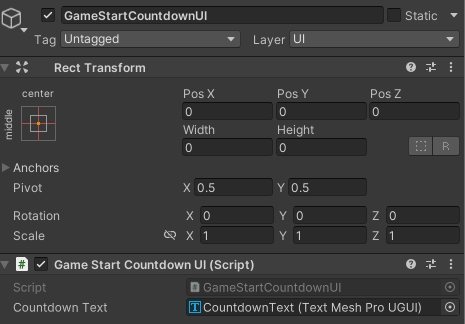 GameStartCountdownUI Static
Tag Untagged Layer UI
Rect Transform
center Pos X Pos Y Pos Z
middle 0 0 0
Width Height
0 0 R
Anchors
Pivot X 0.5 Y 0.5
Rotation X 0 Y 0 Z 0
Scale X 1 Y 1 Z 1
# Game Start Countdown UI (Script)
Script # GameStartCountdownUI
Countdown Text T CountdownText (Text Mesh Pro UGUI)